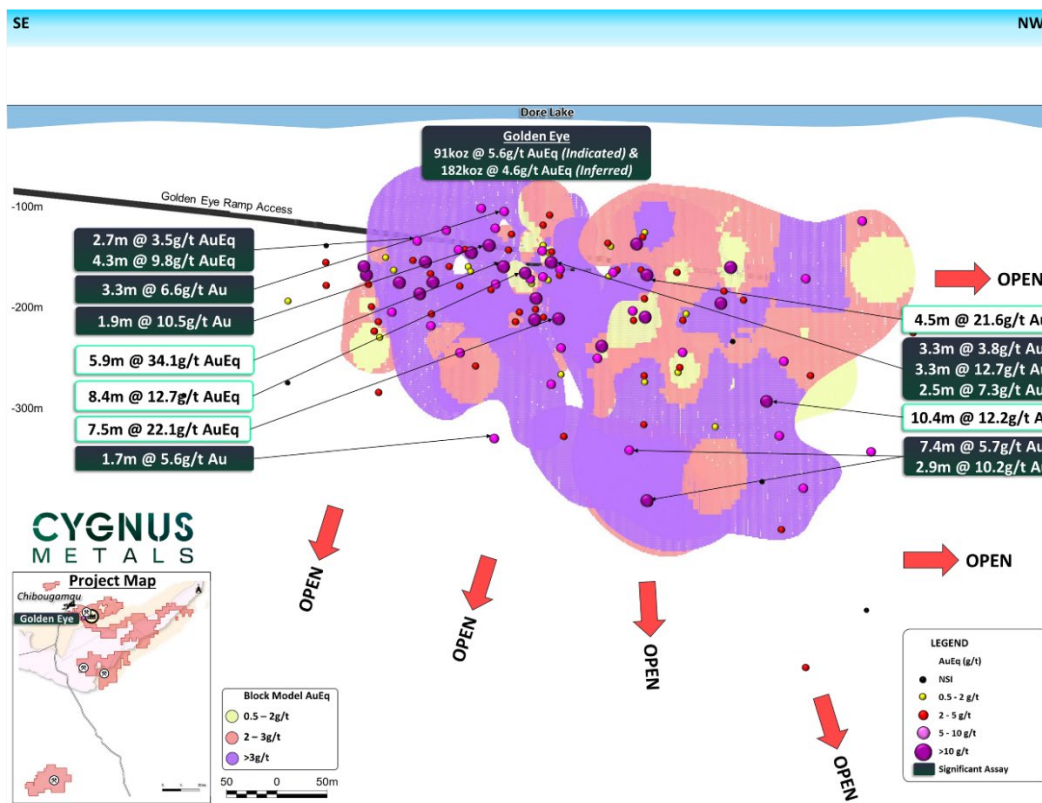 SE
NW
Dore Lake
Golden Eye
91koz @ 5.6g/t AuEq (Indicated) &
182koz @ 4.6g/t AuEq (Inferred)
Golden Eye Ramp Access
-100m
-200m
-300m
2.7m @ 3.5g/t AuEq
4.3m @ 9.8g/t AuEq
3.3m @ 6.6g/t Au
1.9m @ 10.5g/t Au
5.9m @ 34.1g/t AuEq
8.4m @ 12.7g/t AuEq
7.5m @ 22.1g/t AuEq
1.7m @ 5.6g/t Au
OPEN
4.5m @ 21.6g/t Au
3.3m @ 3.8g/t Au
3.3m @ 12.7g/t Au
2.5m @ 7.3g/t Au
10.4m @ 12.2g/t A
7.4m @ 5.7g/t Au
2.9m @ 10.2g/t Au
OPEN
OPEN
OPEN
OPEN
OPEN
CYGNUS
METALS
Project Map
Chibougamau
Golden Eye
Block Model AuEq
0.5 – 2g/t
2 – 3g/t
>3g/t
50 0 50m
LEGEND
AuEq (g/t)
NSI
0.5 - 2 g/t
2 - 5 g/t
5 - 10 g/t
>10 g/t
Significant Assay